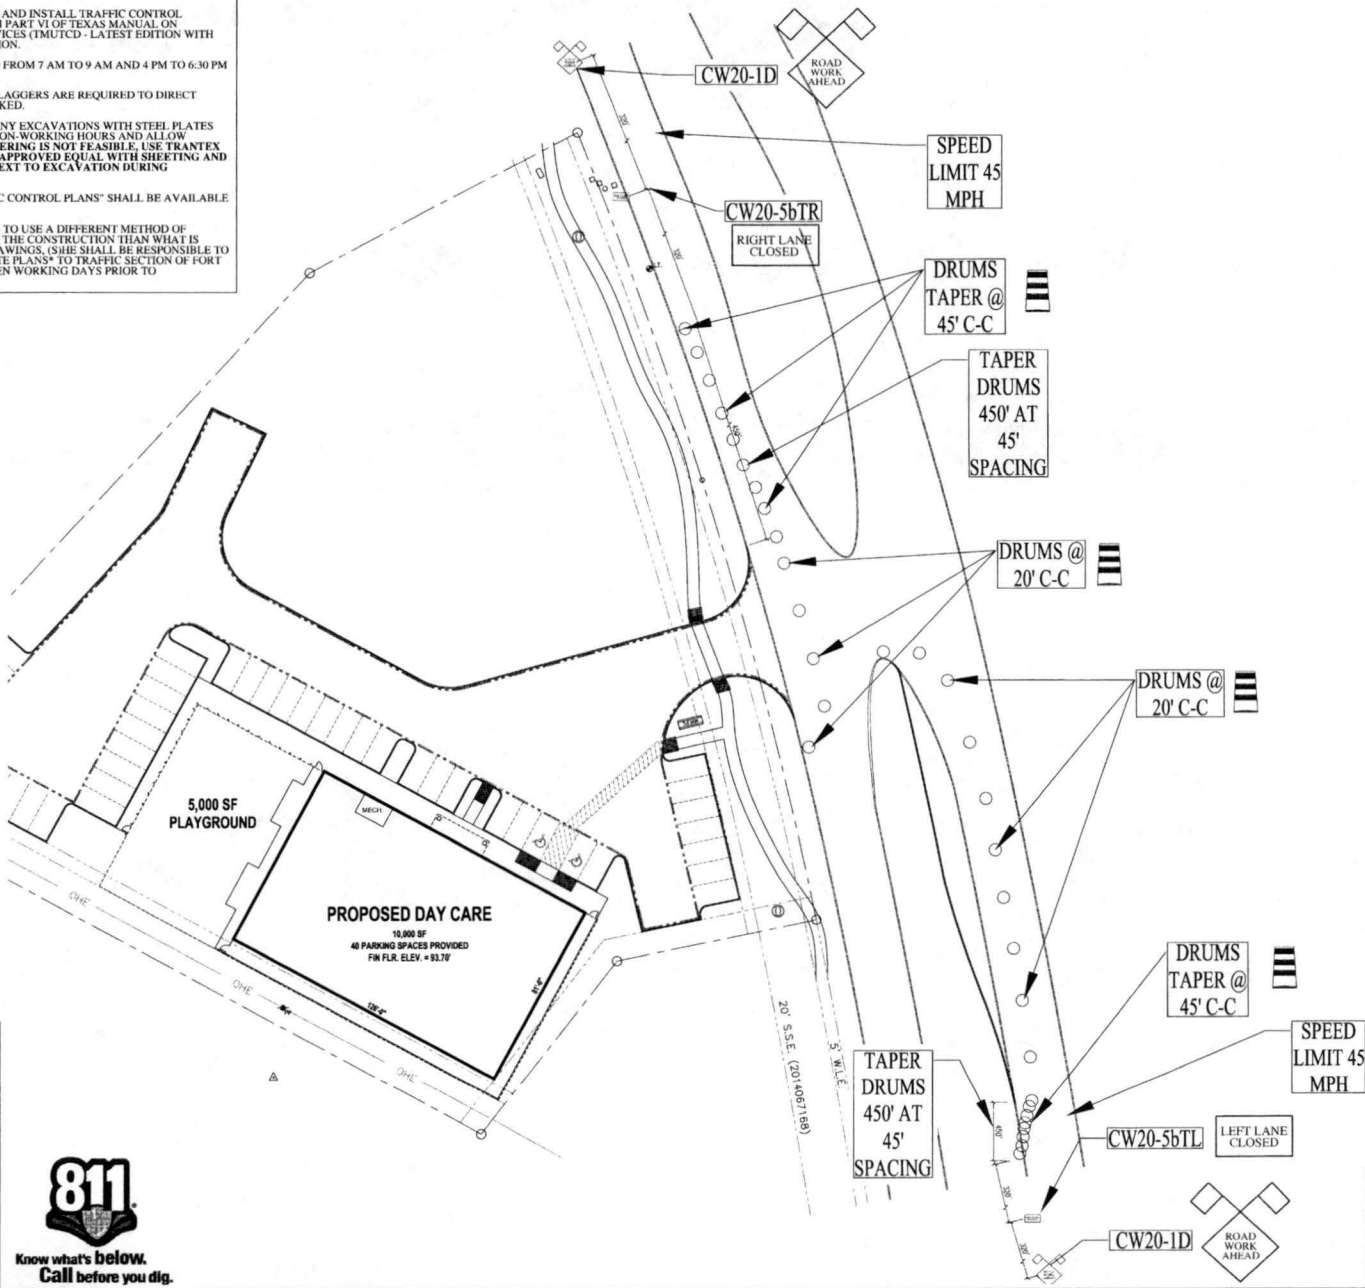 AND INSTALL TRAFFIC CONTROL
PART VI OF TEXAS MANUAL ON
VICES (TMUTCD - LATEST EDITION WITH
ION.
FROM 7 AM TO 9 AM AND 4 PM TO 6:30 PM
LAGGERS ARE REQUIRED TO DIRECT
KED.
NY EXCAVATIONS WITH STEEL PLATES
ON-WORKING HOURS AND ALLOW
ERING IS NOT FEASIBLE, USE TRANTEX
APPROVED EQUAL WITH SHEETING AND
EXT TO EXCAVATION DURING
C CONTROL PLANS" SHALL BE AVAILABLE
TO USE A DIFFERENT METHOD OF
THE CONSTRUCTION THAN WHAT IS
AWINGS, (S)HE SHALL BE RESPONSIBLE TO
TE PLANS* TO TRAFFIC SECTION OF FORT
EN WORKING DAYS PRIOR TO
CW20-1D
ROAD
WORK
AHEAD
320'
SPEED
LIMIT 45
MPH
CW20-5bTR
RIGHT LANE
CLOSED
320'
DRUMS
TAPER @
45' C-C
TAPER
DRUMS
450' AT
45'
SPACING
450'
DRUMS @
20' C-C
DRUMS @
20' C-C
5,000 SF
PLAYGROUND
MECH
PROPOSED DAY CARE
10,000 SF
40 PARKING SPACES PROVIDED
FIN FLR. ELEV. = 93.70'
OHE
OHE
OHE
20' S.S.E. (2014067168)
5' W.L.E.
DRUMS
TAPER @
45' C-C
SPEED
LIMIT 45
MPH
TAPER
DRUMS
450' AT
45'
SPACING
450'
CW20-5bTL
LEFT LANE
CLOSED
320'
320'
CW20-1D
ROAD
WORK
AHEAD
811
Know what's below.
Call before you dig.